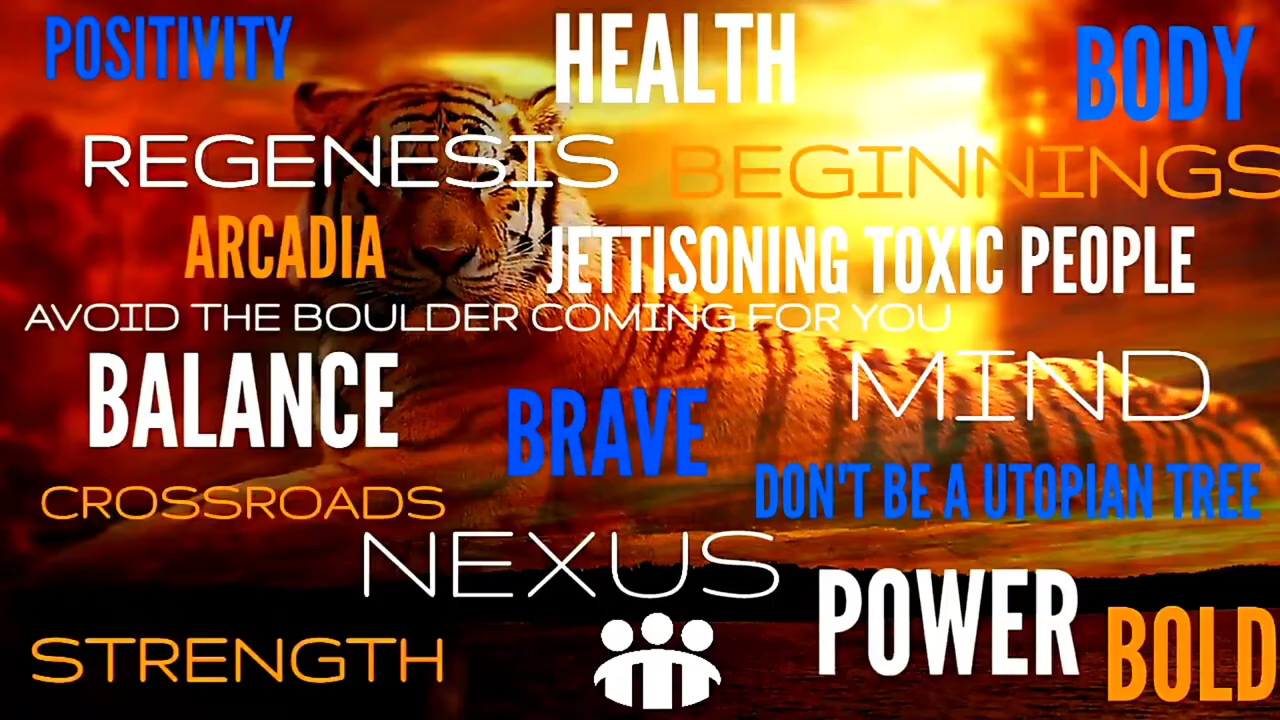 POSITIVITY
HEALTH
BODY
REGENESIS
BEGINNINGS
ARCADIA
JETTISONING TOXIC PEOPLE
AVOID THE BOULDER COMING FOR YOU
BALANCE
MIND
BRAVE
DON'T BE A UTOPIAN TREE
CROSSROADS
NEXUS
POWER
BOLD
STRENGTH